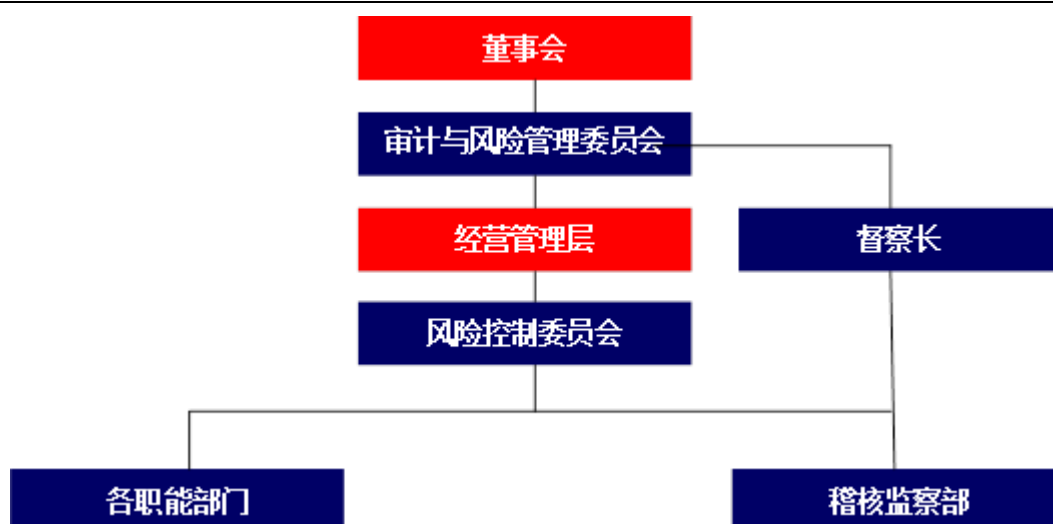 董事会
审计与风险管理委员会
经营管理层
督察长
风险控制委员会
各职能部门
稽核监察部